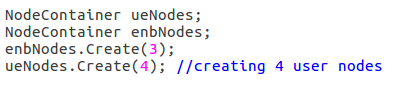 NodeContainer ueNodes;
NodeContainer enbNodes;
enbNodes.Create(3);
ueNodes.Create(4); //creating 4 user nodes